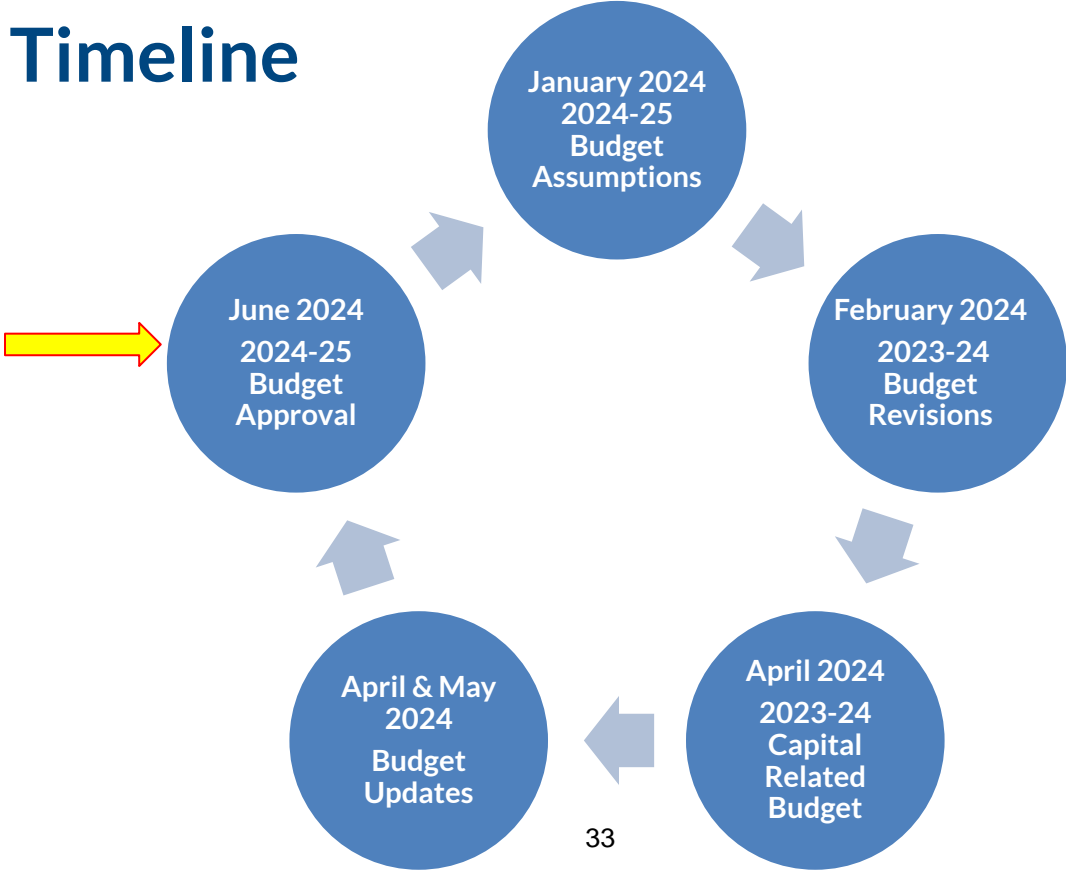 Timeline
January 2024
2024-25
Budget
Assumptions
February 2024
2023-24
Budget
Revisions
April 2024
2023-24
Capital
Related
Budget
April & May
2024
Budget
Updates
June 2024
2024-25
Budget
Approval
33